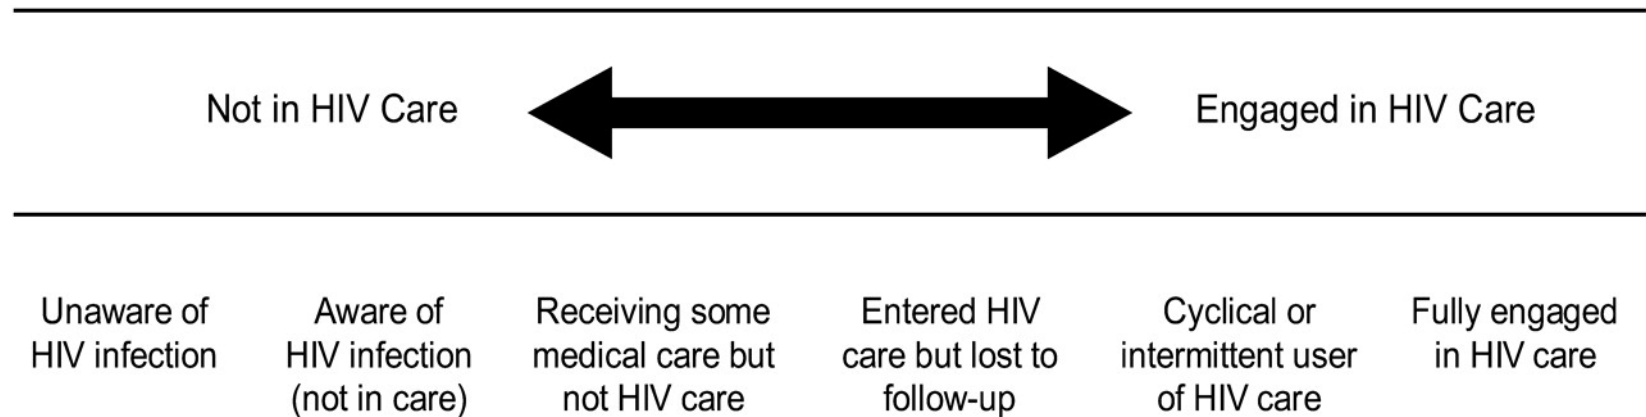 Not in HIV Care
Engaged in HIV Care
Unaware of
HIV infection
Aware of
HIV infection
(not in care)
Receiving some
medical care but
not HIV care
Entered HIV
care but lost to
follow-up
Cyclical or
intermittent user
of HIV care
Fully engaged
in HIV care